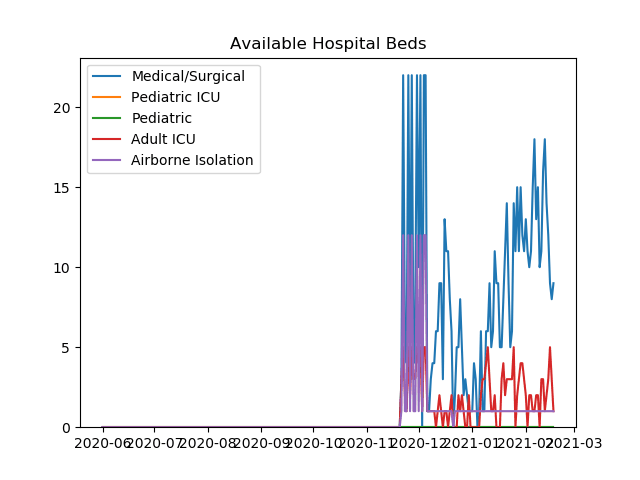 Available Hospital Beds
Medical/Surgical
Pediatric ICU
Pediatric
Adult ICU
Airborne Isolation
20
15
10
5
0
2020-06 2020-07 2020-08 2020-09 2020-10 2020-11 2020-12 2021-01 2021-02 2021-03